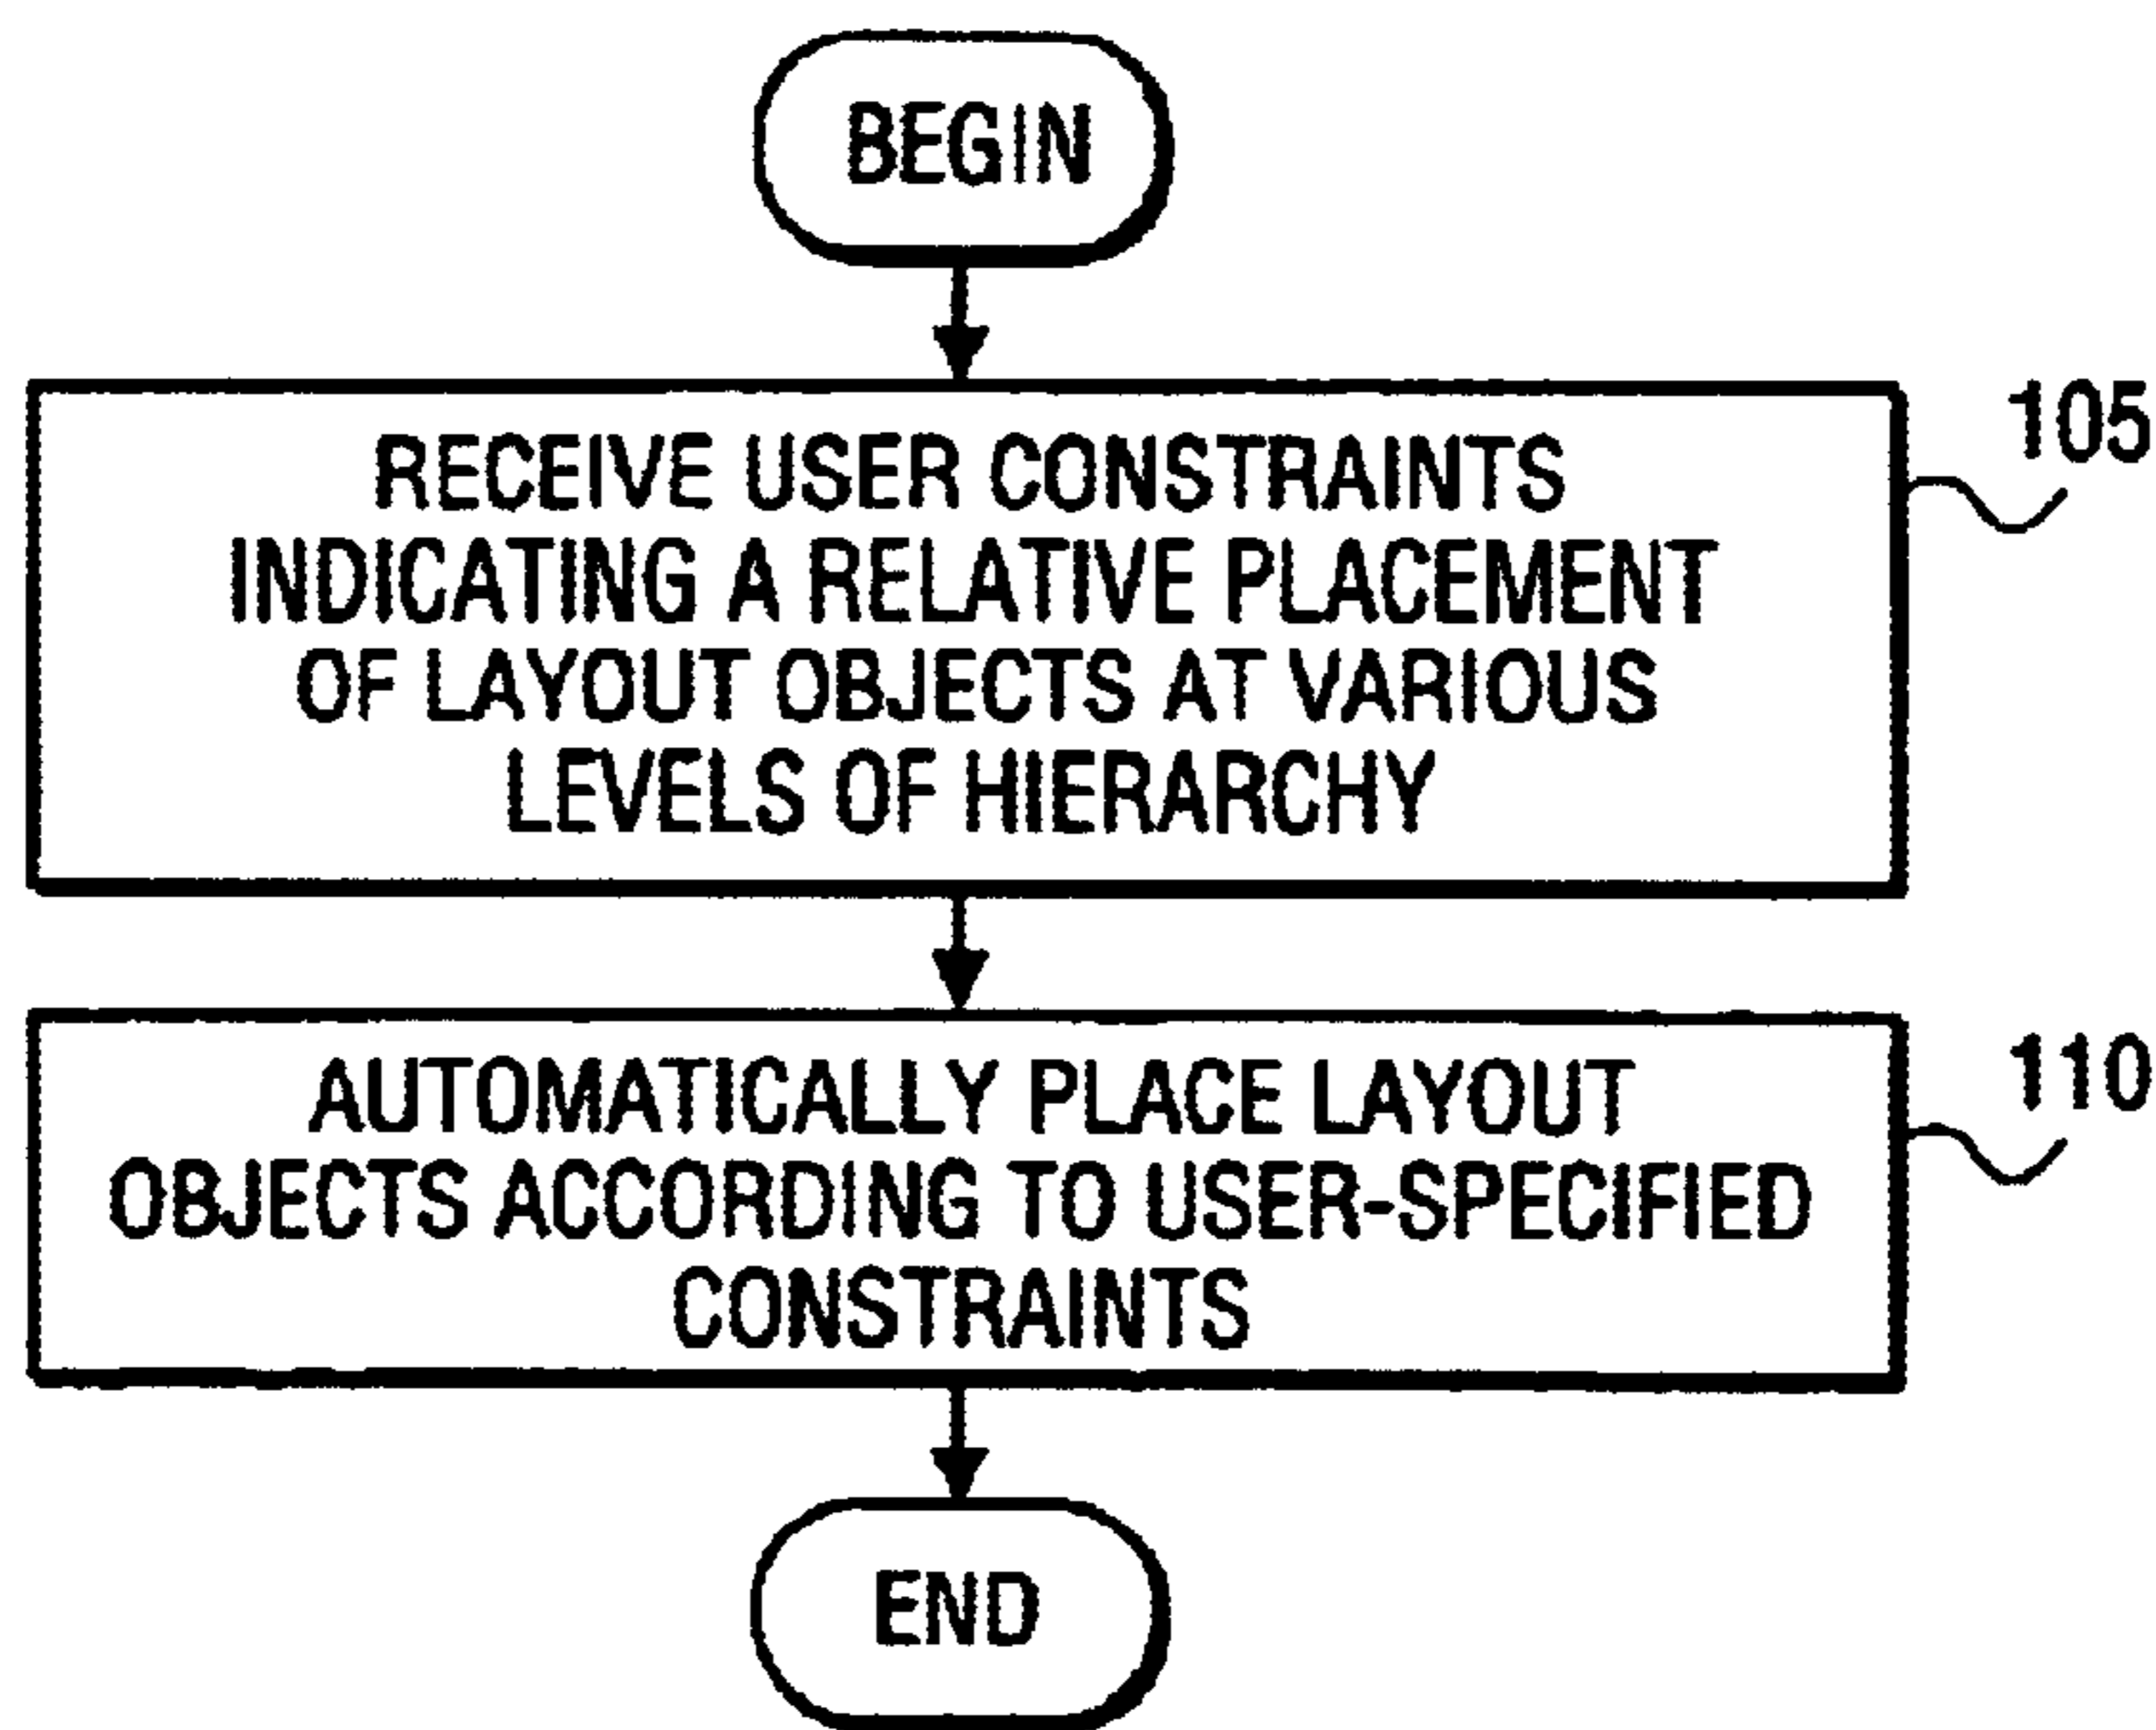 BEGIN
RECEIVE USER CONSTRAINTS
INDICATING A RELATIVE PLACEMENT
OF LAYOUT OBJECTS AT VARIOUS
LEVELS OF HIERARCHY
105
AUTOMATICALLY PLACE LAYOUT
OBJECTS ACCORDING TO USER-SPECIFIED
CONSTRAINTS
110
END